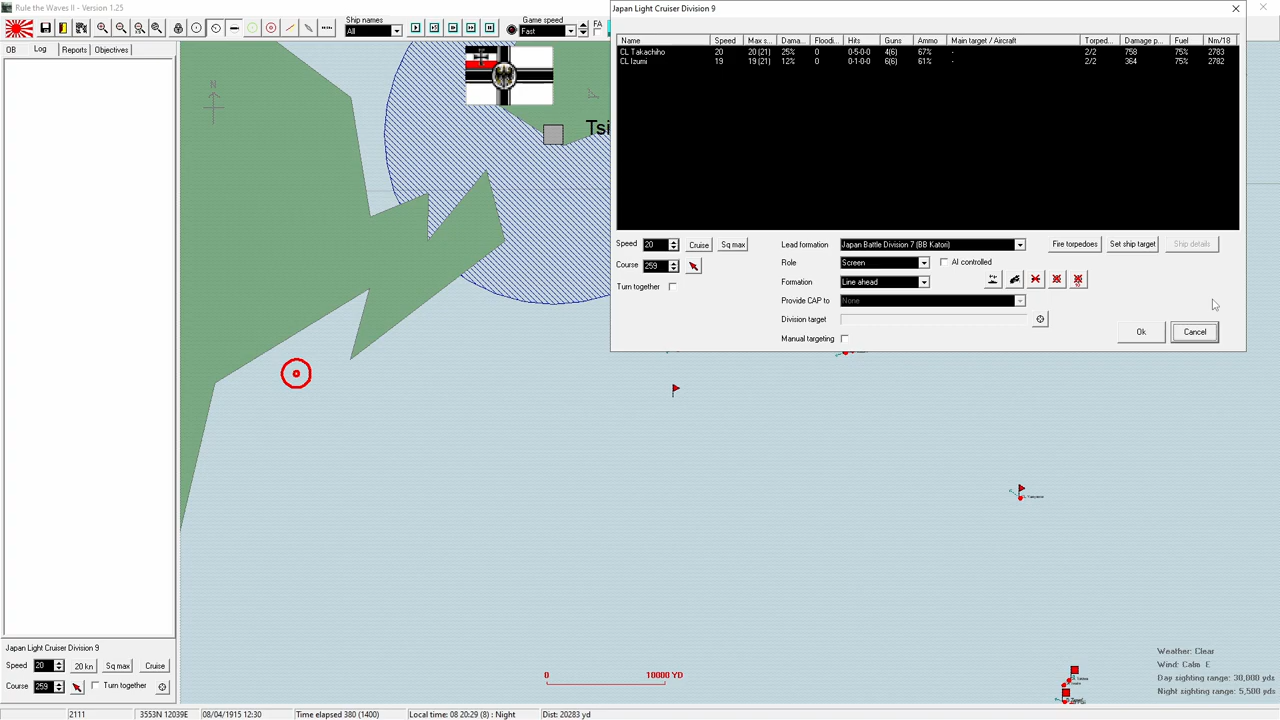 Rule the Waves II - Version 1.25
Ship names
All
Game speed
Fast
FA
OB Log Reports Objectives
N
Tsi
Japan Light Cruiser Division 9
Name Speed Max s... Dama... Floodi... Hits Guns Ammo Main target / Aircraft Torped... Damage p... Fuel Nm/18
CL Takachiho 20 20 (21) 25% 0 0-5-0-0 4(6) 67% - 2/2 758 75% 2783
CL Izumi 19 19 (21) 12% 0 0-1-0-0 6(6) 61% - 2/2 364 75% 2782
Speed 20 Cruise Sq max
Course 259
Turn together
Lead formation Japan Battle Division 7 (BB Katori)
Role Screen AI controlled
Formation Line ahead
Provide CAP to None
Division target
Manual targeting
Fire torpedoes Set ship target Ship details
Ok Cancel
0 10000 YD
Weather: Clear
Wind: Calm E
Day sighting range: 30,000 yds
Night sighting range: 5,500 yds
Japan Light Cruiser Division 9
Speed 20 20 kn Sq max Cruise
Course 259 Turn together
2111 3553N 12039E 08/04/1915 12:30 Time elapsed 380 (1400) Local time: 08 20:29 (8) : Night Dist: 20283 yd